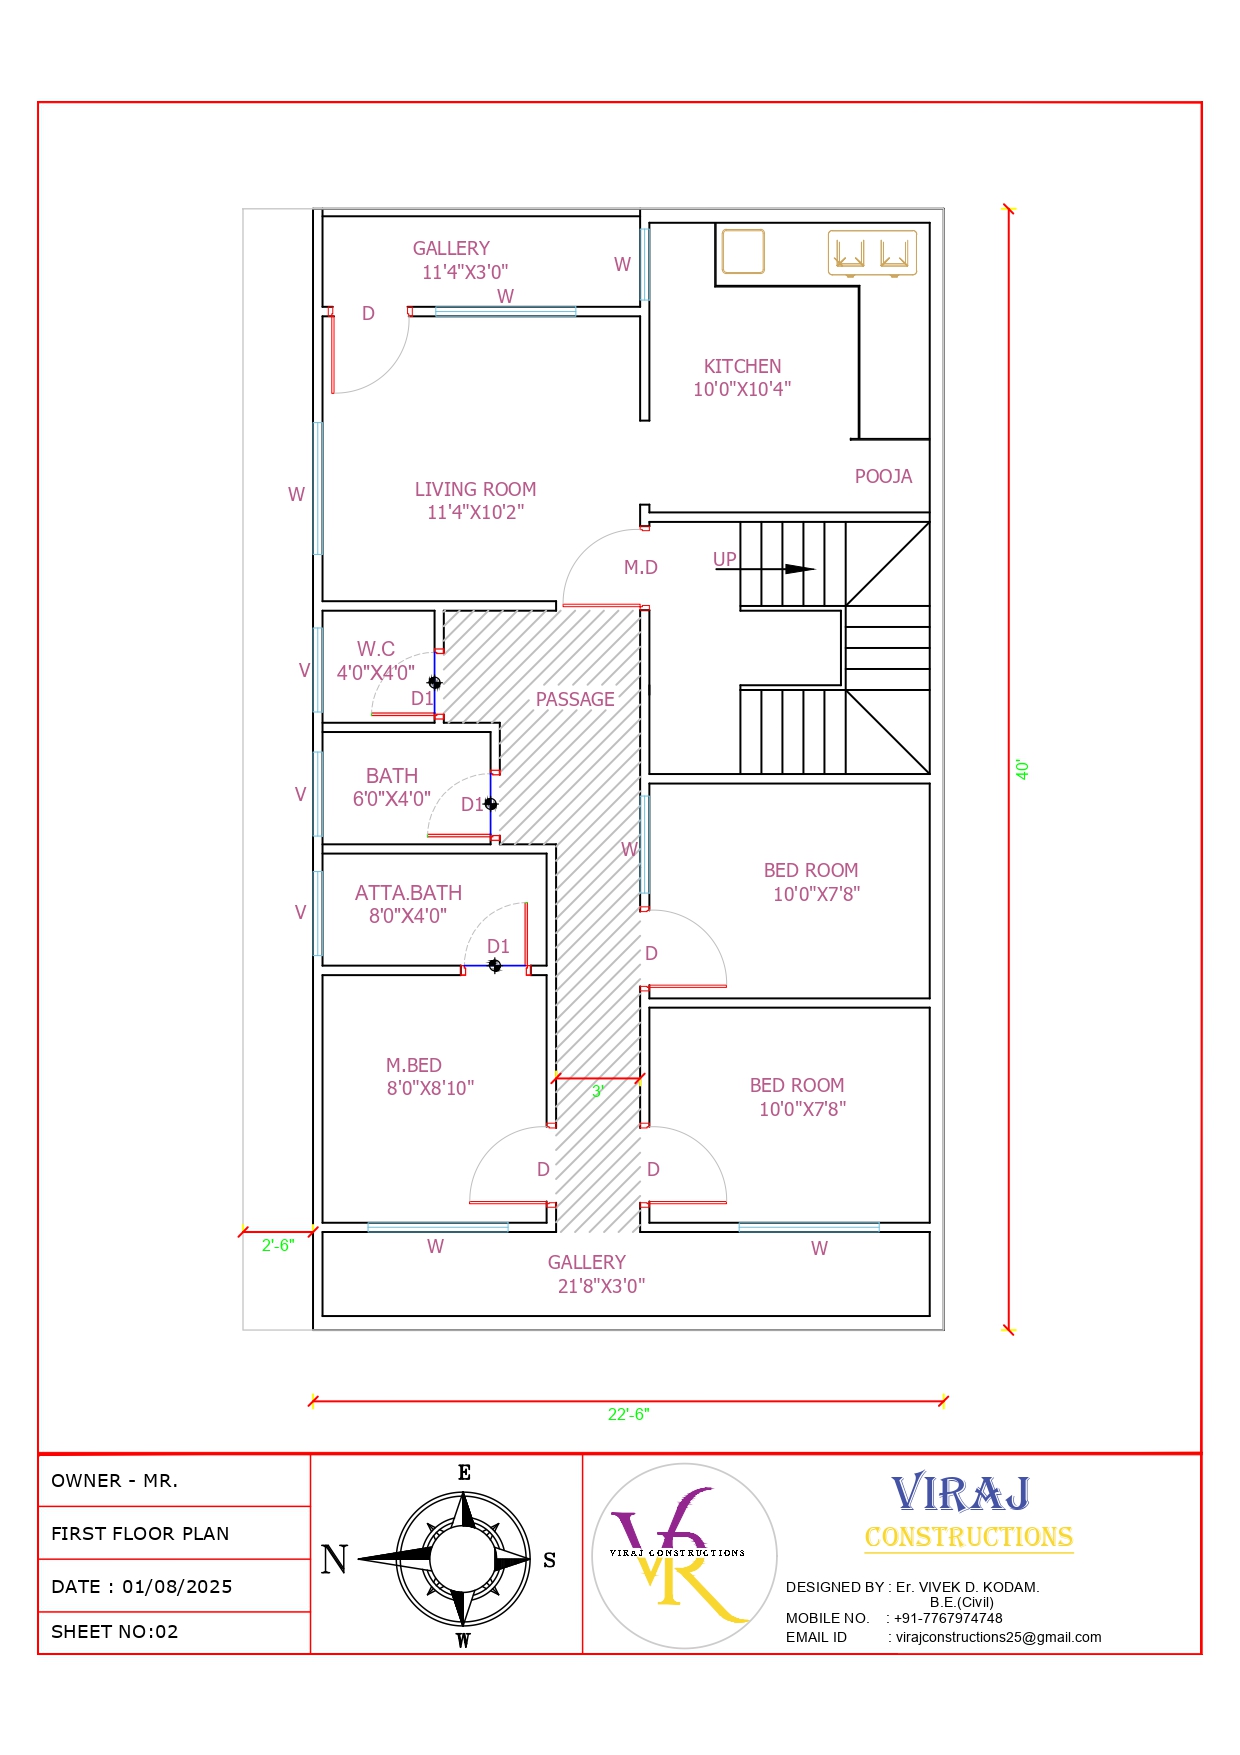 GALLERY
11'4"X3'0"
W
W
D
KITCHEN
10'0"X10'4"
POOJA
W
LIVING ROOM
11'4"X10'2"
M.D
UP
W.C
4'0"X4'0"
V
D1
PASSAGE
BATH
6'0"X4'0"
V
D1
W
BED ROOM
10'0"X7'8"
ATTA.BATH
8'0"X4'0"
V
D1
D
M.BED
8'0"X8'10"
3'
BED ROOM
10'0"X7'8"
D
D
40'
2'-6"
W
W
GALLERY
21'8"X3'0"
22'-6"
OWNER - MR.
FIRST FLOOR PLAN
DATE : 01/08/2025
SHEET NO:02
E
N
S
W
VR
VIRAJ CONSTRUCTIONS
VR
VIRAJ
CONSTRUCTIONS
DESIGNED BY : Er. VIVEK D. KODAM.
B.E.(Civil)
MOBILE NO. : +91-7767974748
EMAIL ID : virajconstructions25@gmail.com